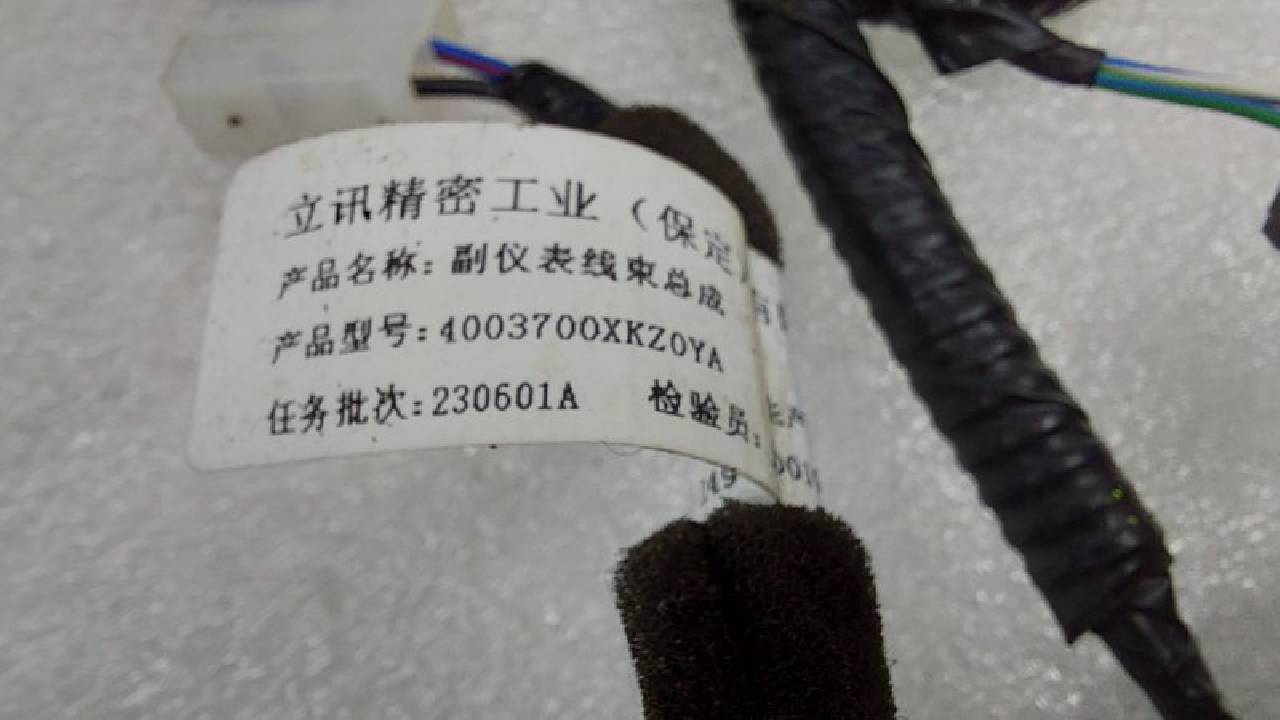 立讯精密工业（保定
产品名称：副仪表线束总成
产品型号：4003700XKZ0YA
任务批次：230601A 检验员：